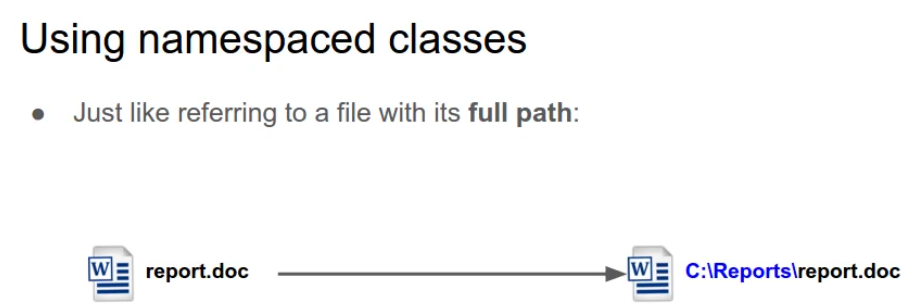 Using namespaced classes
● Just like referring to a file with its full path:
W report.doc W C:\Reports\report.doc